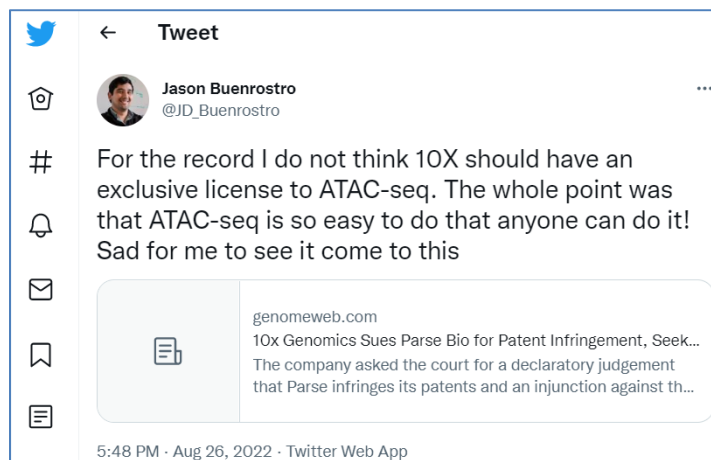 Tweet
Jason Buenrostro
@JD_Buenrostro
For the record I do not think 10X should have an
exclusive license to ATAC-seq. The whole point was
that ATAC-seq is so easy to do that anyone can do it!
Sad for me to see it come to this
genomeweb.com
10x Genomics Sues Parse Bio for Patent Infringement, Seek...
The company asked the court for a declaratory judgement
that Parse infringes its patents and an injunction against th...
5:48 PM · Aug 26, 2022 · Twitter Web App